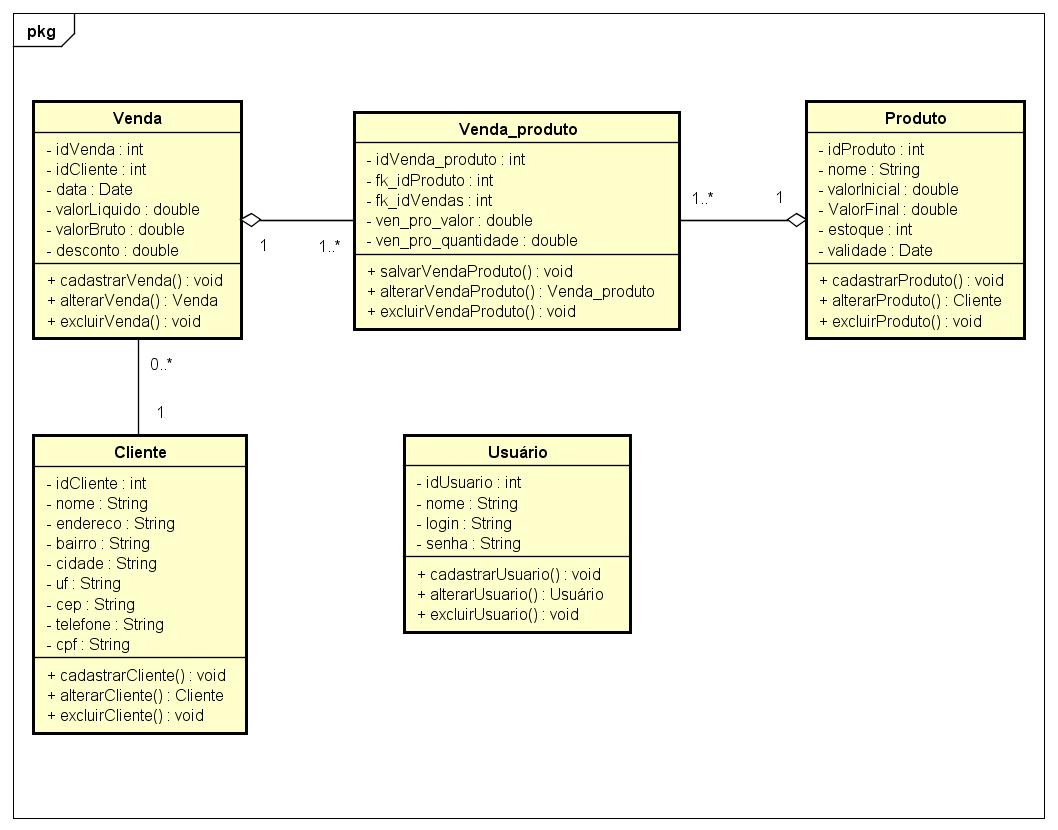 pkg
Venda
- idVenda : int
- idCliente : int
- data : Date
- valorLiquido : double
- valorBruto : double
- desconto : double
+ cadastrarVenda() : void
+ alterarVenda() : Venda
+ excluirVenda() : void
1
1..*
Venda_produto
- idVenda_produto : int
- fk_idProduto : int
- fk_idVendas : int
- ven_pro_valor : double
- ven_pro_quantidade : double
+ salvarVendaProduto() : void
+ alterarVendaProduto() : Venda_produto
+ excluirVendaProduto() : void
1..*
1
Produto
- idProduto : int
- nome : String
- valorInicial : double
- ValorFinal : double
- estoque : int
- validade : Date
+ cadastrarProduto() : void
+ alterarProduto() : Cliente
+ excluirProduto() : void
0..*
1
Cliente
- idCliente : int
- nome : String
- endereco : String
- bairro : String
- cidade : String
- uf : String
- cep : String
- telefone : String
- cpf : String
+ cadastrarCliente() : void
+ alterarCliente() : Cliente
+ excluirCliente() : void
Usuário
- idUsuario : int
- nome : String
- login : String
- senha : String
+ cadastrarUsuario() : void
+ alterarUsuario() : Usuário
+ excluirUsuario() : void